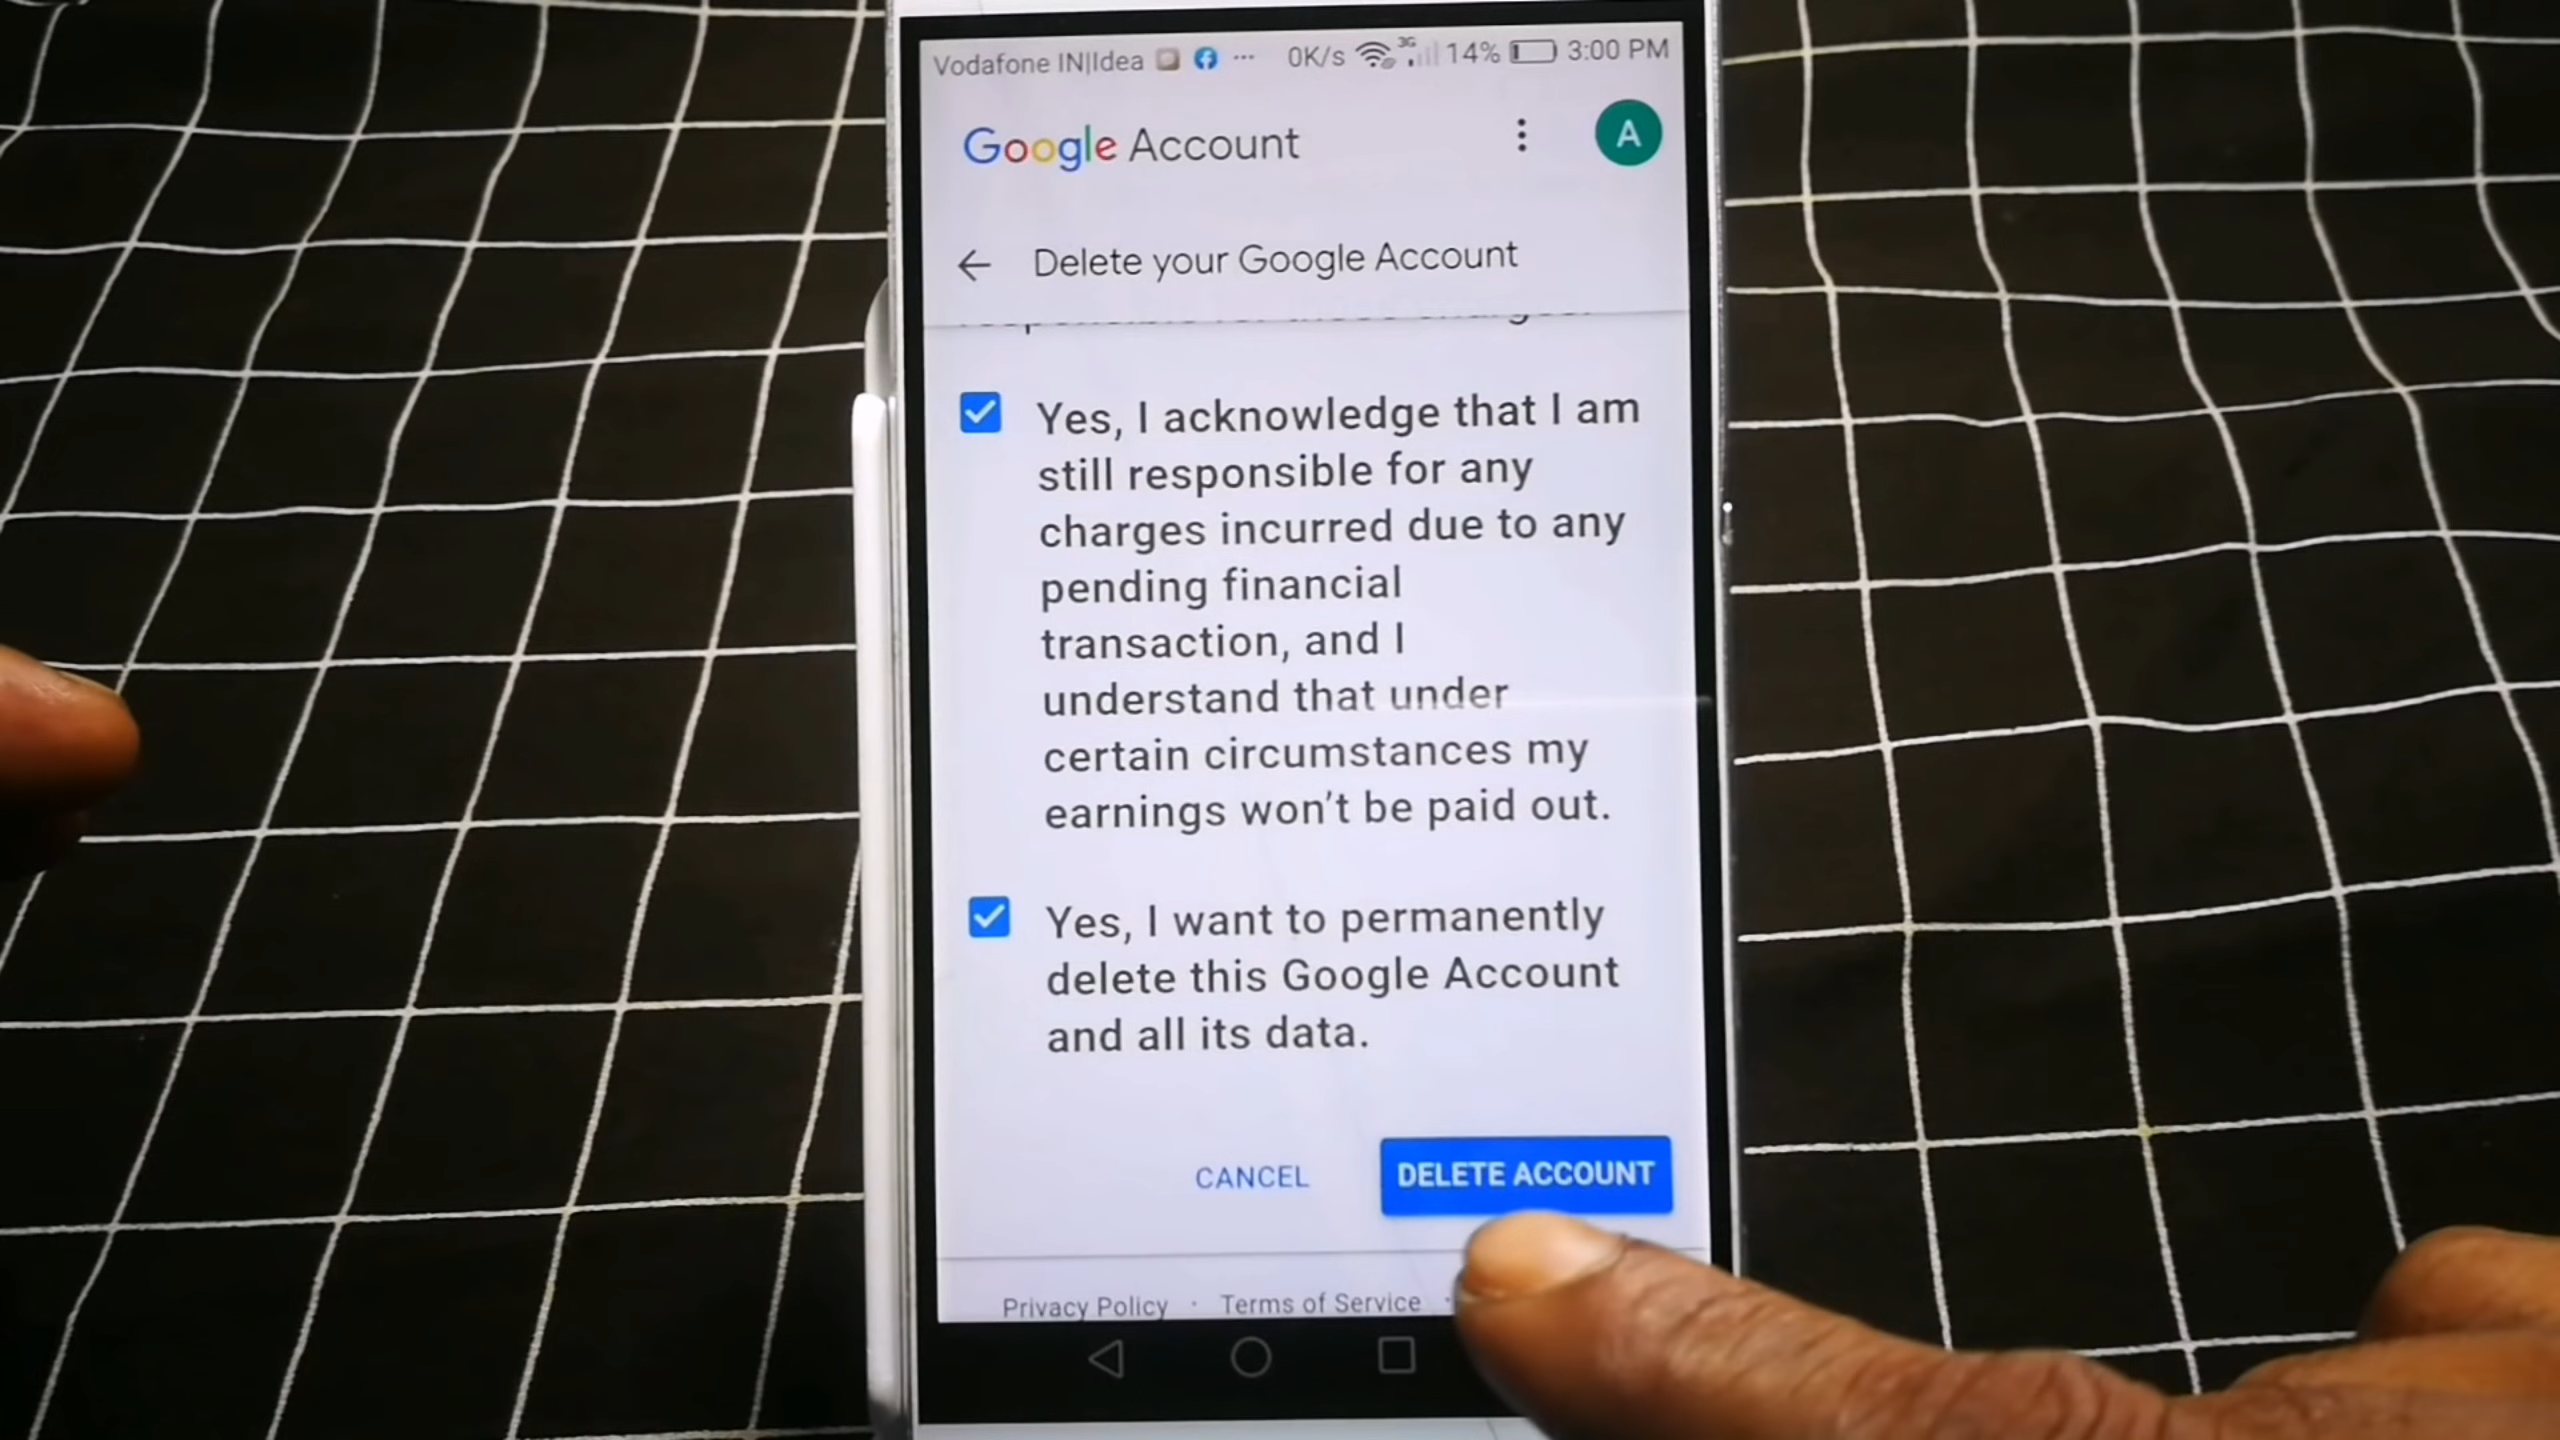 Vodafone IN|Idea ... 0K/s 3G 14% 3:00 PM
Google Account
A
Delete your Google Account
Yes, I acknowledge that I am
still responsible for any
charges incurred due to any
pending financial
transaction, and I
understand that under
certain circumstances my
earnings won't be paid out.
Yes, I want to permanently
delete this Google Account
and all its data.
CANCEL DELETE ACCOUNT
Privacy Policy · Terms of Service ·